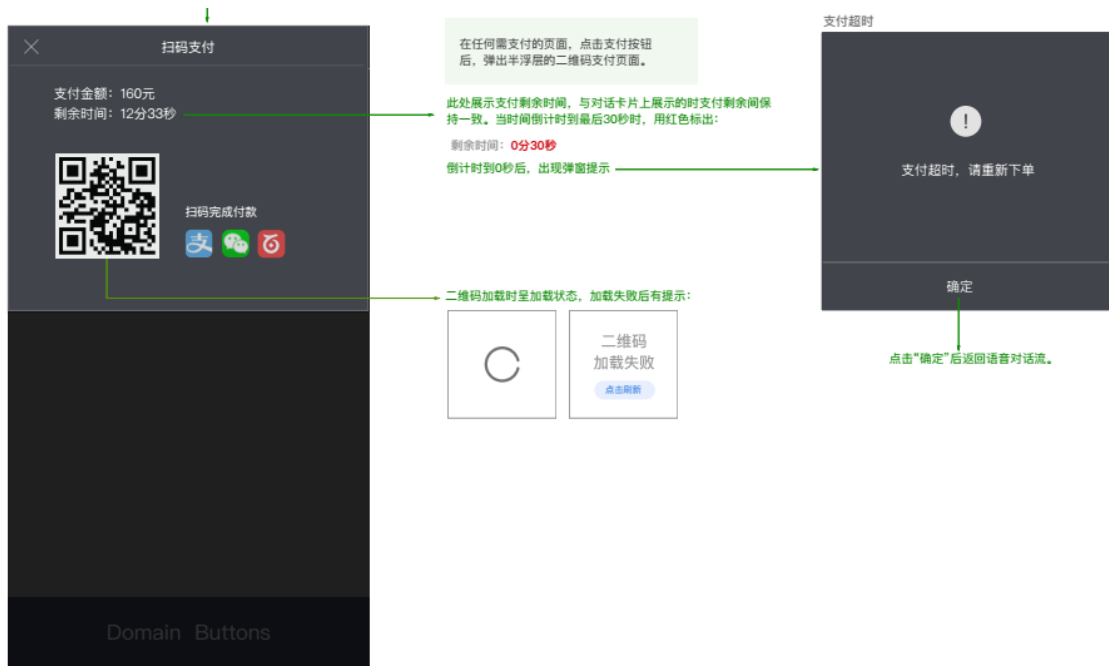 扫码支付
支付金额：160元
剩余时间：12分33秒
扫码完成付款
支
Domain Buttons
在任何需支付的页面，点击支付按钮
后，弹出半浮层的二维码支付页面。
此处展示支付剩余时间，与对话卡片上展示的时支付剩余间保
持一致。当时间倒计时到最后30秒时，用红色标出：
剩余时间：0分30秒
倒计时到0秒后，出现弹窗提示
二维码加载时呈加载状态，加载失败后有提示：
二维码
加载失败
点击刷新
支付超时
!
支付超时，请重新下单
确定
点击“确定”后返回语音对话流。